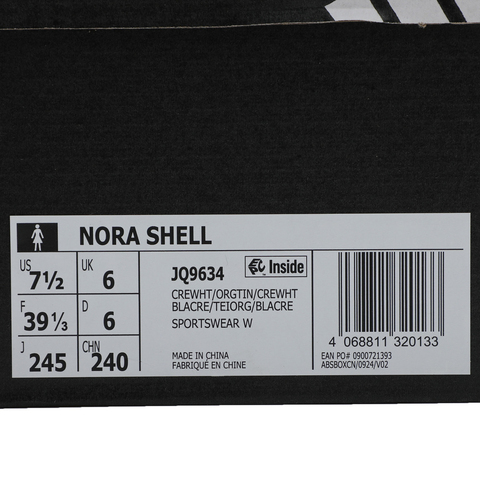 NORA SHELL
US 7½ UK 6
F 39⅓ D 6
J 245 CHN 240
JQ9634 Inside
CREWHT/ORGTIN/CREWHT
BLACRE/TEIORG/BLACRE
SPORTSWEAR W
MADE IN CHINA
FABRIQUÉ EN CHINE
4 068811 320133
EAN PO# 0900721393
ABSBOXCN/0924/V02